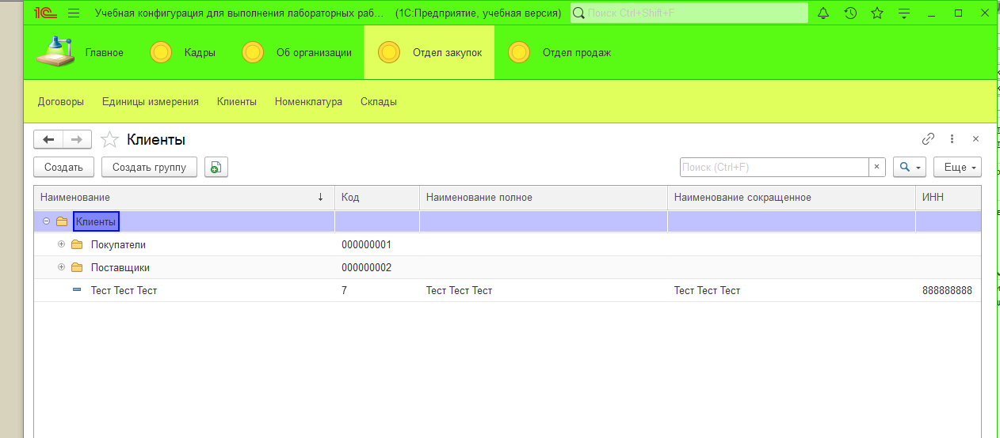 1С Учебная конфигурация для выполнения лабораторных раб... (1С:Предприятие, учебная версия) Поиск Ctrl+Shift+F
Главное Кадры Об организации Отдел закупок Отдел продаж
Договоры Единицы измерения Клиенты Номенклатура Склады
Клиенты
Создать Создать группу Поиск (Ctrl+F) × Еще
Наименование ↓ Код Наименование полное Наименование сокращенное ИНН
Клиенты
Покупатели 000000001
Поставщики 000000002
Тест Тест Тест 7 Тест Тест Тест Тест Тест Тест 888888888